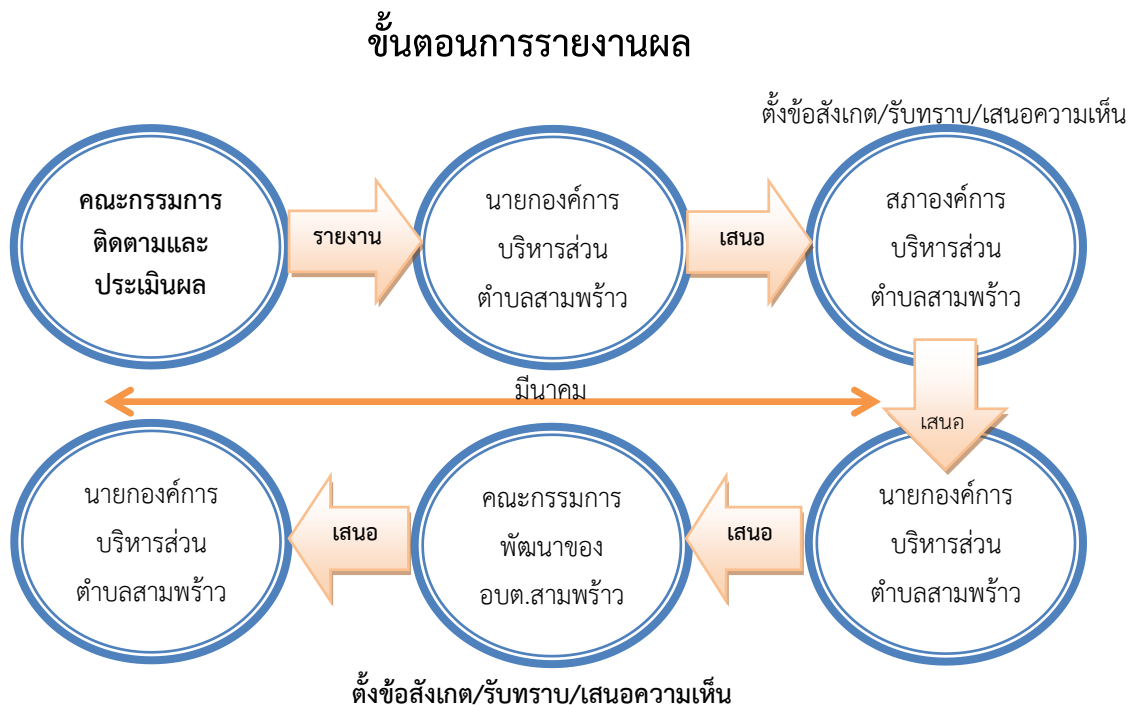 ขั้นตอนการรายงานผล
ตั้งข้อสังเกต/รับทราบ/เสนอความเห็น
คณะกรรมการ
ติดตามและ
ประเมินผล
รายงาน
นายกองค์การ
บริหารส่วน
ตำบลสามพร้าว
เสนอ
สภาองค์การ
บริหารส่วน
ตำบลสามพร้าว
เสนอ
มีนาคม
นายกองค์การ
บริหารส่วน
ตำบลสามพร้าว
เสนอ
คณะกรรมการ
พัฒนาของ
อบต.สามพร้าว
เสนอ
นายกองค์การ
บริหารส่วน
ตำบลสามพร้าว
ตั้งข้อสังเกต/รับทราบ/เสนอความเห็น